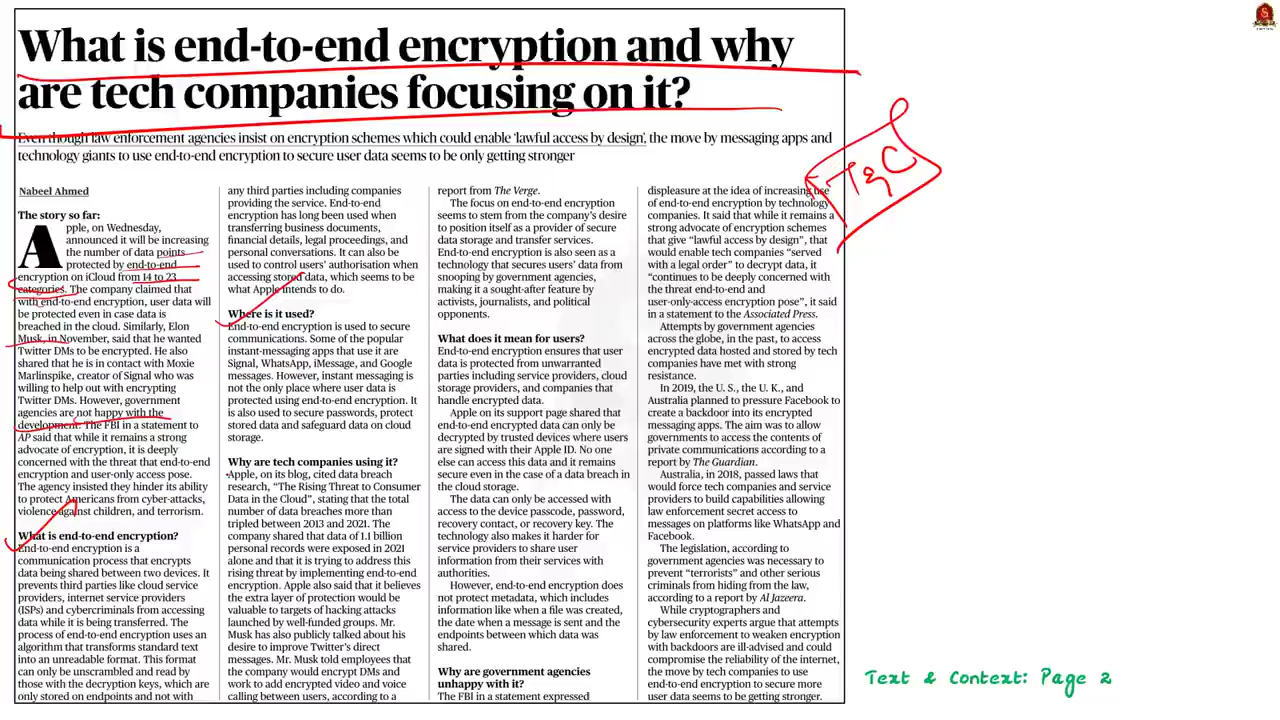 What is end-to-end encryption and why
are tech companies focusing on it?
Even though law enforcement agencies insist on encryption schemes which could enable 'lawful access by design', the move by messaging apps and
technology giants to use end-to-end encryption to secure user data seems to be only getting stronger
Nabeel Ahmed
The story so far:
Apple, on Wednesday,
announced it will be increasing
the number of data points
protected by end-to-end
encryption on iCloud from 14 to 23
categories. The company claimed that
with end-to-end encryption, user data will
be protected even in case data is
breached in the cloud. Similarly, Elon
Musk, in November, said that he wanted
Twitter DMs to be encrypted. He also
shared that he is in contact with Moxie
Marlinspike, creator of Signal who was
willing to help out with encrypting
Twitter DMs. However, government
agencies are not happy with the
development. The FBI in a statement to
AP said that while it remains a strong
advocate of encryption, it is deeply
concerned with the threat that end-to-end
encryption and user-only access pose.
The agency insisted they hinder its ability
to protect Americans from cyber-attacks,
violence against children, and terrorism.
What is end-to-end encryption?
End-to-end encryption is a
communication process that encrypts
data being shared between two devices. It
prevents third parties like cloud service
providers, internet service providers
(ISPs) and cybercriminals from accessing
data while it is being transferred. The
process of end-to-end encryption uses an
algorithm that transforms standard text
into an unreadable format. This format
can only be unscrambled and read by
those with the decryption keys, which are
only stored on endpoints and not with
any third parties including companies
providing the service. End-to-end
encryption has long been used when
transferring business documents,
financial details, legal proceedings, and
personal conversations. It can also be
used to control users' authorisation when
accessing stored data, which seems to be
what Apple intends to do.
Where is it used?
End-to-end encryption is used to secure
communications. Some of the popular
instant-messaging apps that use it are
Signal, WhatsApp, iMessage, and Google
messages. However, instant messaging is
not the only place where user data is
protected using end-to-end encryption. It
is also used to secure passwords, protect
stored data and safeguard data on cloud
storage.
Why are tech companies using it?
Apple, on its blog, cited data breach
research, "The Rising Threat to Consumer
Data in the Cloud", stating that the total
number of data breaches more than
tripled between 2013 and 2021. The
company shared that data of 1.1 billion
personal records were exposed in 2021
alone and that it is trying to address this
rising threat by implementing end-to-end
encryption. Apple also said that it believes
the extra layer of protection would be
valuable to targets of hacking attacks
launched by well-funded groups. Mr.
Musk has also publicly talked about his
desire to improve Twitter's direct
messages. Mr. Musk told employees that
the company would encrypt DMs and
work to add encrypted video and voice
calling between users, according to a
report from The Verge.
The focus on end-to-end encryption
seems to stem from the company's desire
to position itself as a provider of secure
data storage and transfer services.
End-to-end encryption is also seen as a
technology that secures users' data from
snooping by government agencies,
making it a sought-after feature by
activists, journalists, and political
opponents.
What does it mean for users?
End-to-end encryption ensures that user
data is protected from unwarranted
parties including service providers, cloud
storage providers, and companies that
handle encrypted data.
Apple on its support page shared that
end-to-end encrypted data can only be
decrypted by trusted devices where users
are signed with their Apple ID. No one
else can access this data and it remains
secure even in the case of a data breach in
the cloud storage.
The data can only be accessed with
access to the device passcode, password,
recovery contact, or recovery key. The
technology also makes it harder for
service providers to share user
information from their services with
authorities.
However, end-to-end encryption does
not protect metadata, which includes
information like when a file was created,
the date when a message is sent and the
endpoints between which data was
shared.
Why are government agencies
unhappy with it?
The FBI in a statement expressed
displeasure at the idea of increasing use
of end-to-end encryption by technology
companies. It said that while it remains a
strong advocate of encryption schemes
that give "lawful access by design", that
would enable tech companies "served
with a legal order" to decrypt data, it
"continues to be deeply concerned with
the threat end-to-end and
user-only-access encryption pose", it said
in a statement to the Associated Press.
Attempts by government agencies
across the globe, in the past, to access
encrypted data hosted and stored by tech
companies have met with strong
resistance.
In 2019, the U. S., the U. K., and
Australia planned to pressure Facebook to
create a backdoor into its encrypted
messaging apps. The aim was to allow
governments to access the contents of
private communications according to a
report by The Guardian.
Australia, in 2018, passed laws that
would force tech companies and service
providers to build capabilities allowing
law enforcement secret access to
messages on platforms like WhatsApp and
Facebook.
The legislation, according to
government agencies was necessary to
prevent "terrorists" and other serious
criminals from hiding from the law,
according to a report by Al Jazeera.
While cryptographers and
cybersecurity experts argue that attempts
by law enforcement to weaken encryption
with backdoors are ill-advised and could
compromise the reliability of the internet,
the move by tech companies to use
end-to-end encryption to secure more
user data seems to be getting stronger.
T & C
Text & Context: Page 2